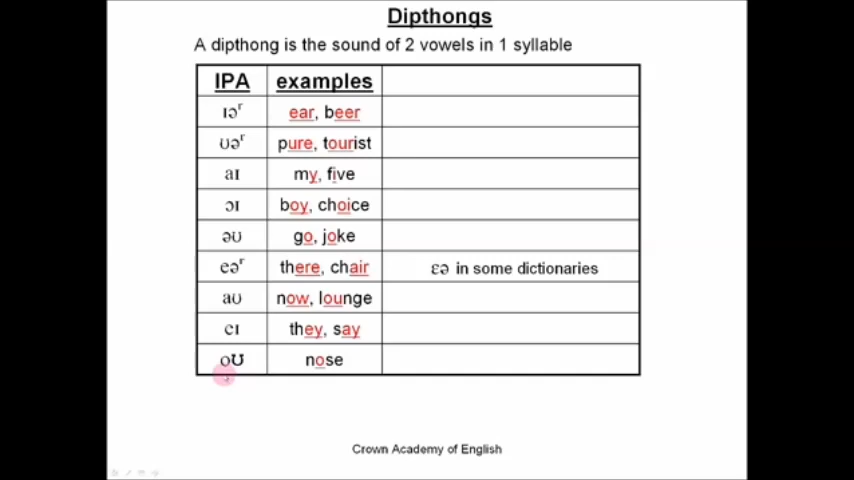 Dipthongs
A dipthong is the sound of 2 vowels in 1 syllable
IPA examples
ɪəʳ ear, beer
ʊəʳ pure, tourist
aɪ my, five
ɔɪ boy, choice
əʊ go, joke
eəʳ there, chair ɛə in some dictionaries
aʊ now, lounge
eɪ they, say
oʊ nose
Crown Academy of English